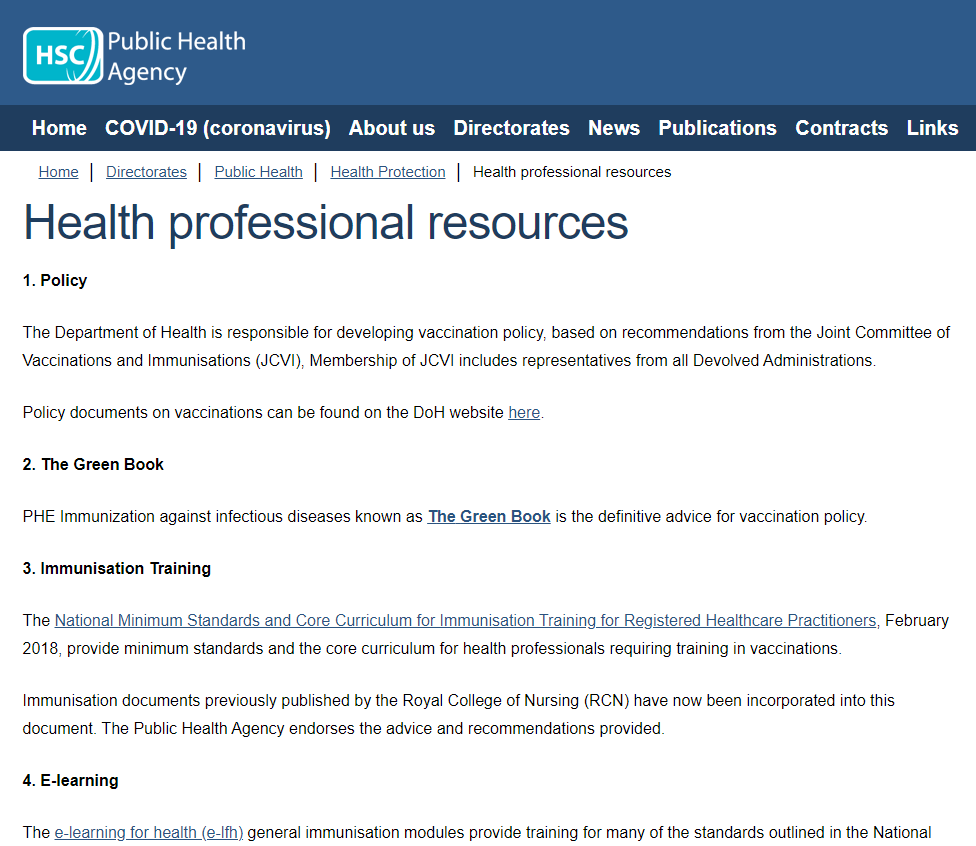 HSC Public Health
Agency
Home COVID-19 (coronavirus) About us Directorates News Publications Contracts Links
Home | Directorates | Public Health | Health Protection | Health professional resources
Health professional resources
1. Policy
The Department of Health is responsible for developing vaccination policy, based on recommendations from the Joint Committee of
Vaccinations and Immunisations (JCVI), Membership of JCVI includes representatives from all Devolved Administrations.
Policy documents on vaccinations can be found on the DoH website here.
2. The Green Book
PHE Immunization against infectious diseases known as The Green Book is the definitive advice for vaccination policy.
3. Immunisation Training
The National Minimum Standards and Core Curriculum for Immunisation Training for Registered Healthcare Practitioners, February
2018, provide minimum standards and the core curriculum for health professionals requiring training in vaccinations.
Immunisation documents previously published by the Royal College of Nursing (RCN) have now been incorporated into this
document. The Public Health Agency endorses the advice and recommendations provided.
4. E-learning
The e-learning for health (e-lfh) general immunisation modules provide training for many of the standards outlined in the National